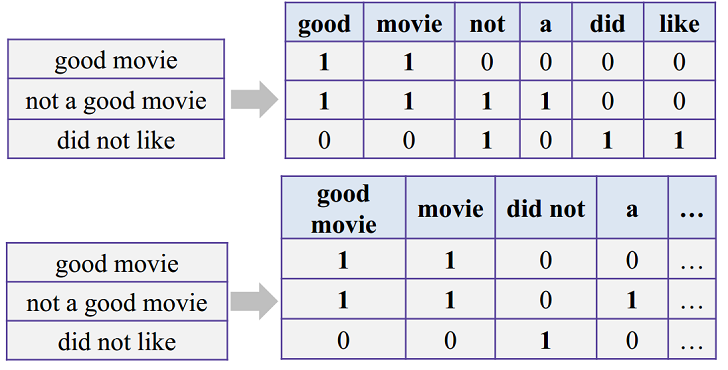 good movie not a did like
good movie 1 1 0 0 0 0
not a good movie 1 1 1 1 0 0
did not like 0 0 1 0 1 1
good
movie movie did not a …
good movie 1 1 0 0 …
not a good movie 1 1 0 1 …
did not like 0 0 1 0 …